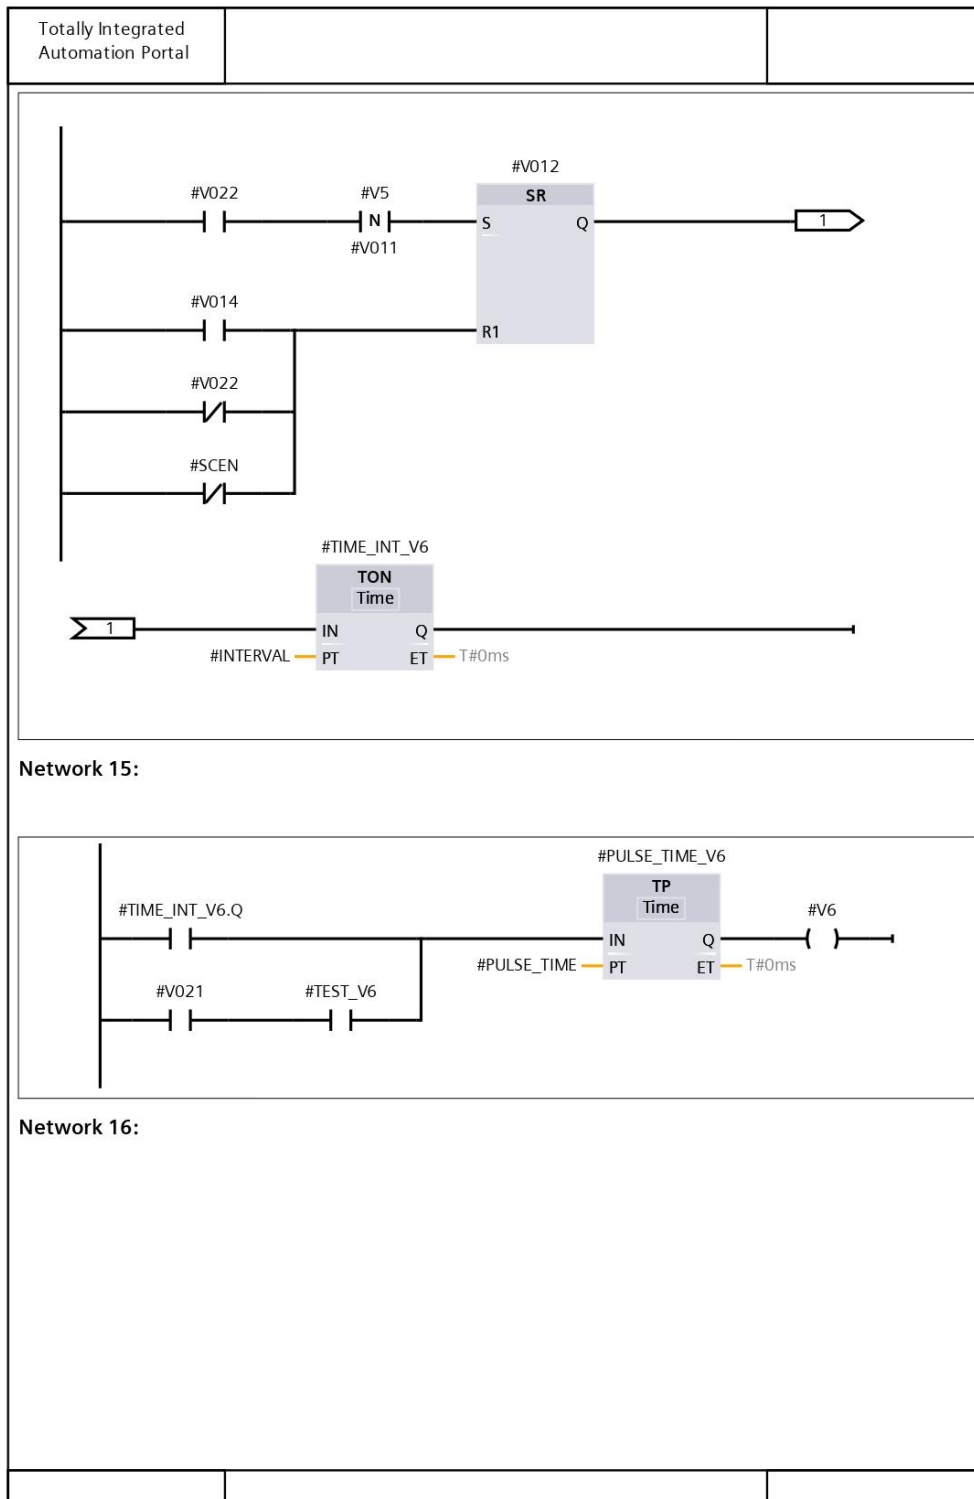 Totally Integrated
Automation Portal
#V012
#V022 #V5 SR
N S Q 1
#V011
#V014
R1
#V022
#SCEN
#TIME_INT_V6
TON
Time
1 IN Q
#INTERVAL PT ET T#0ms
Network 15:
#PULSE_TIME_V6
TP
#TIME_INT_V6.Q Time #V6
IN Q
#PULSE_TIME PT ET T#0ms
#V021 #TEST_V6
Network 16: